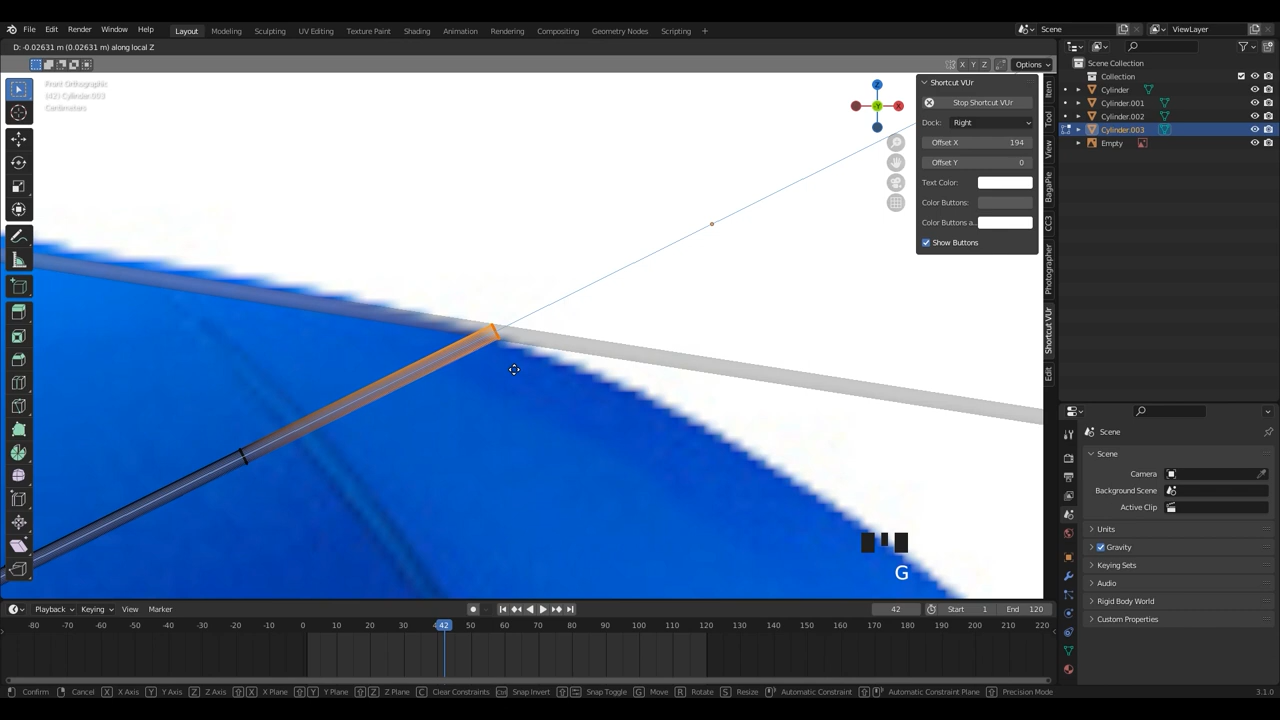 File Edit Render Window Help Layout Modeling Sculpting UV Editing Texture Paint Shading Animation Rendering Compositing Geometry Nodes Scripting + Scene ViewLayer
D: -0.02631 m (0.02631 m) along local Z
X Y Z Options
Front Orthographic
(42) Cylinder.003
Centimeters
Z
X
Y
Shortcut VUr
Stop Shortcut VUr
Dock: Right
Offset X 194
Offset Y 0
Text Color:
Color Buttons:
Color Buttons a..
Show Buttons
Item
Tool
View
BagaPie
CC3
Photographer
Shortcut VUr
Edit
Scene Collection
Collection
Cylinder
Cylinder.001
Cylinder.002
Cylinder.003
Empty
Scene
Scene
Camera
Background Scene
Active Clip
Units
Gravity
Keying Sets
Audio
Rigid Body World
Custom Properties
G
Playback Keying View Marker 42 Start 1 End 120
-80 -70 -60 -50 -40 -30 -20 -10 0 10 20 30 42 50 60 70 80 90 100 110 120 130 140 150 160 170 180 190 200 210 220
Confirm Cancel X X Axis Y Y Axis Z Z Axis X X Plane Y Y Plane Z Z Plane C Clear Constraints Snap Invert Snap Toggle G Move R Rotate S Resize Automatic Constraint Automatic Constraint Plane Precision Mode 3.1.0